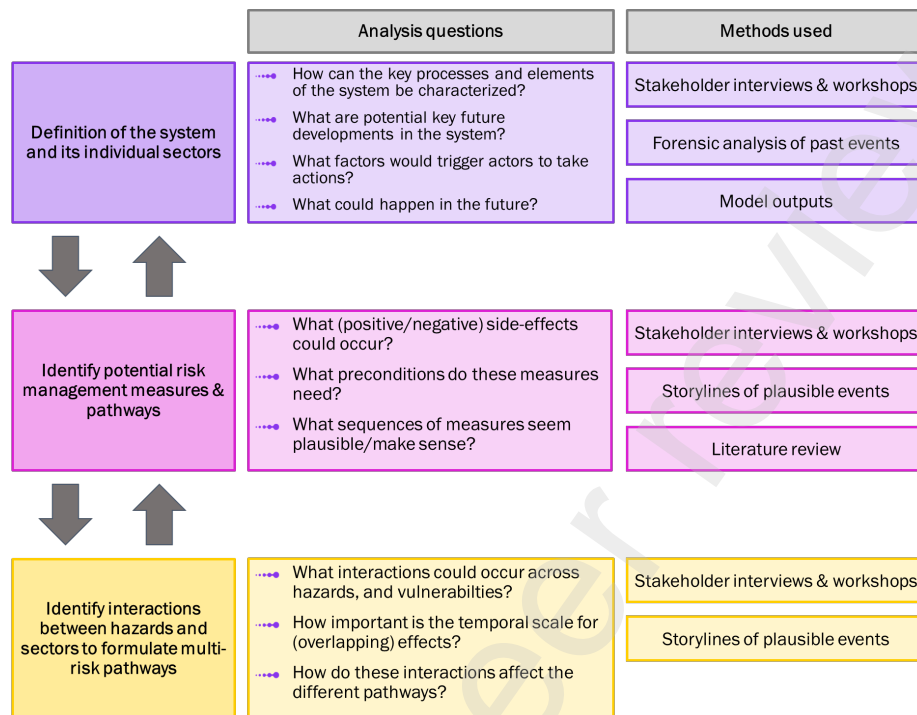 Analysis questions
Methods used
Definition of the system
and its individual sectors
How can the key processes and elements
of the system be characterized?
What are potential key future
developments in the system?
What factors would trigger actors to take
actions?
What could happen in the future?
Stakeholder interviews & workshops
Forensic analysis of past events
Model outputs
Identify potential risk
management measures &
pathways
What (positive/negative) side-effects
could occur?
What preconditions do these measures
need?
What sequences of measures seem
plausible/make sense?
Stakeholder interviews & workshops
Storylines of plausible events
Literature review
Identify interactions
between hazards and
sectors to formulate multi-
risk pathways
What interactions could occur across
hazards, and vulnerabilties?
How important is the temporal scale for
(overlapping) effects?
How do these interactions affect the
different pathways?
Stakeholder interviews & workshops
Storylines of plausible events